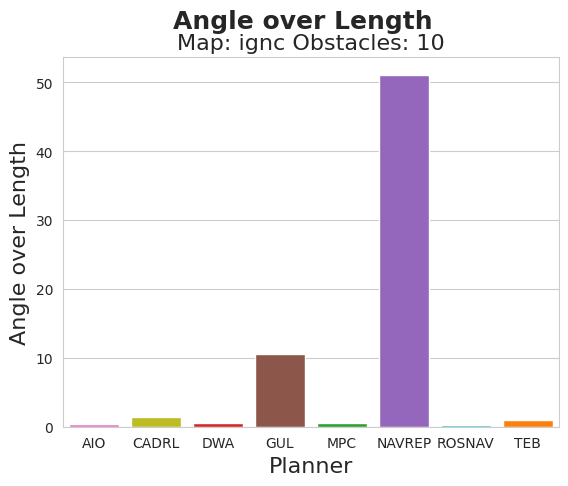 Angle over Length
Map: ignc Obstacles: 10
Angle over Length
50
40
30
20
10
0
AIO CADRL DWA GUL MPC NAVREP ROSNAV TEB
Planner